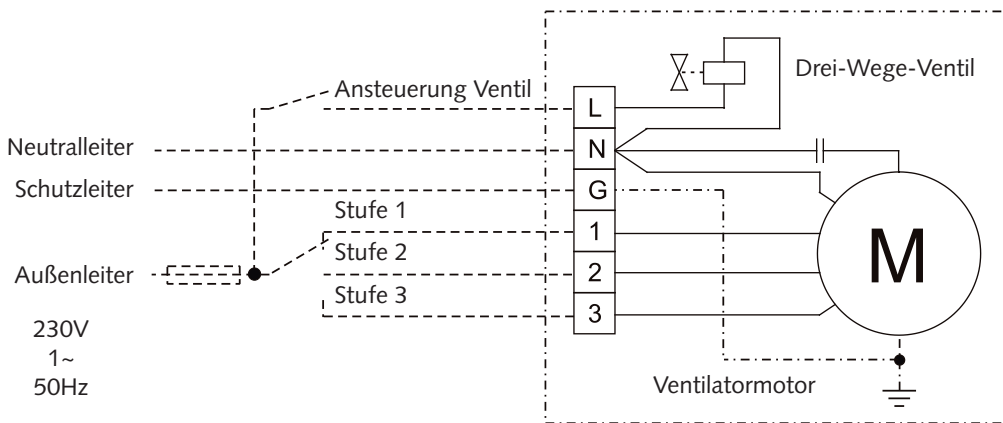 Drei-Wege-Ventil
Ansteuerung Ventil
L
Neutralleiter
N
Schutzleiter
G
Stufe 1
1
Stufe 2
M
Außenleiter
2
Stufe 3
3
230V
1~
50Hz
Ventilatormotor